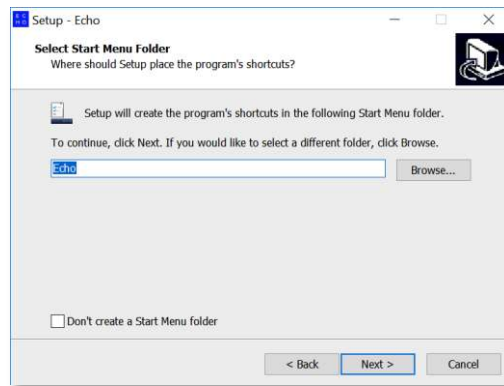 Setup - Echo
Select Start Menu Folder
Where should Setup place the program's shortcuts?
Setup will create the program's shortcuts in the following Start Menu folder.
To continue, click Next. If you would like to select a different folder, click Browse.
Echo
Browse...
Don't create a Start Menu folder
< Back
Next >
Cancel